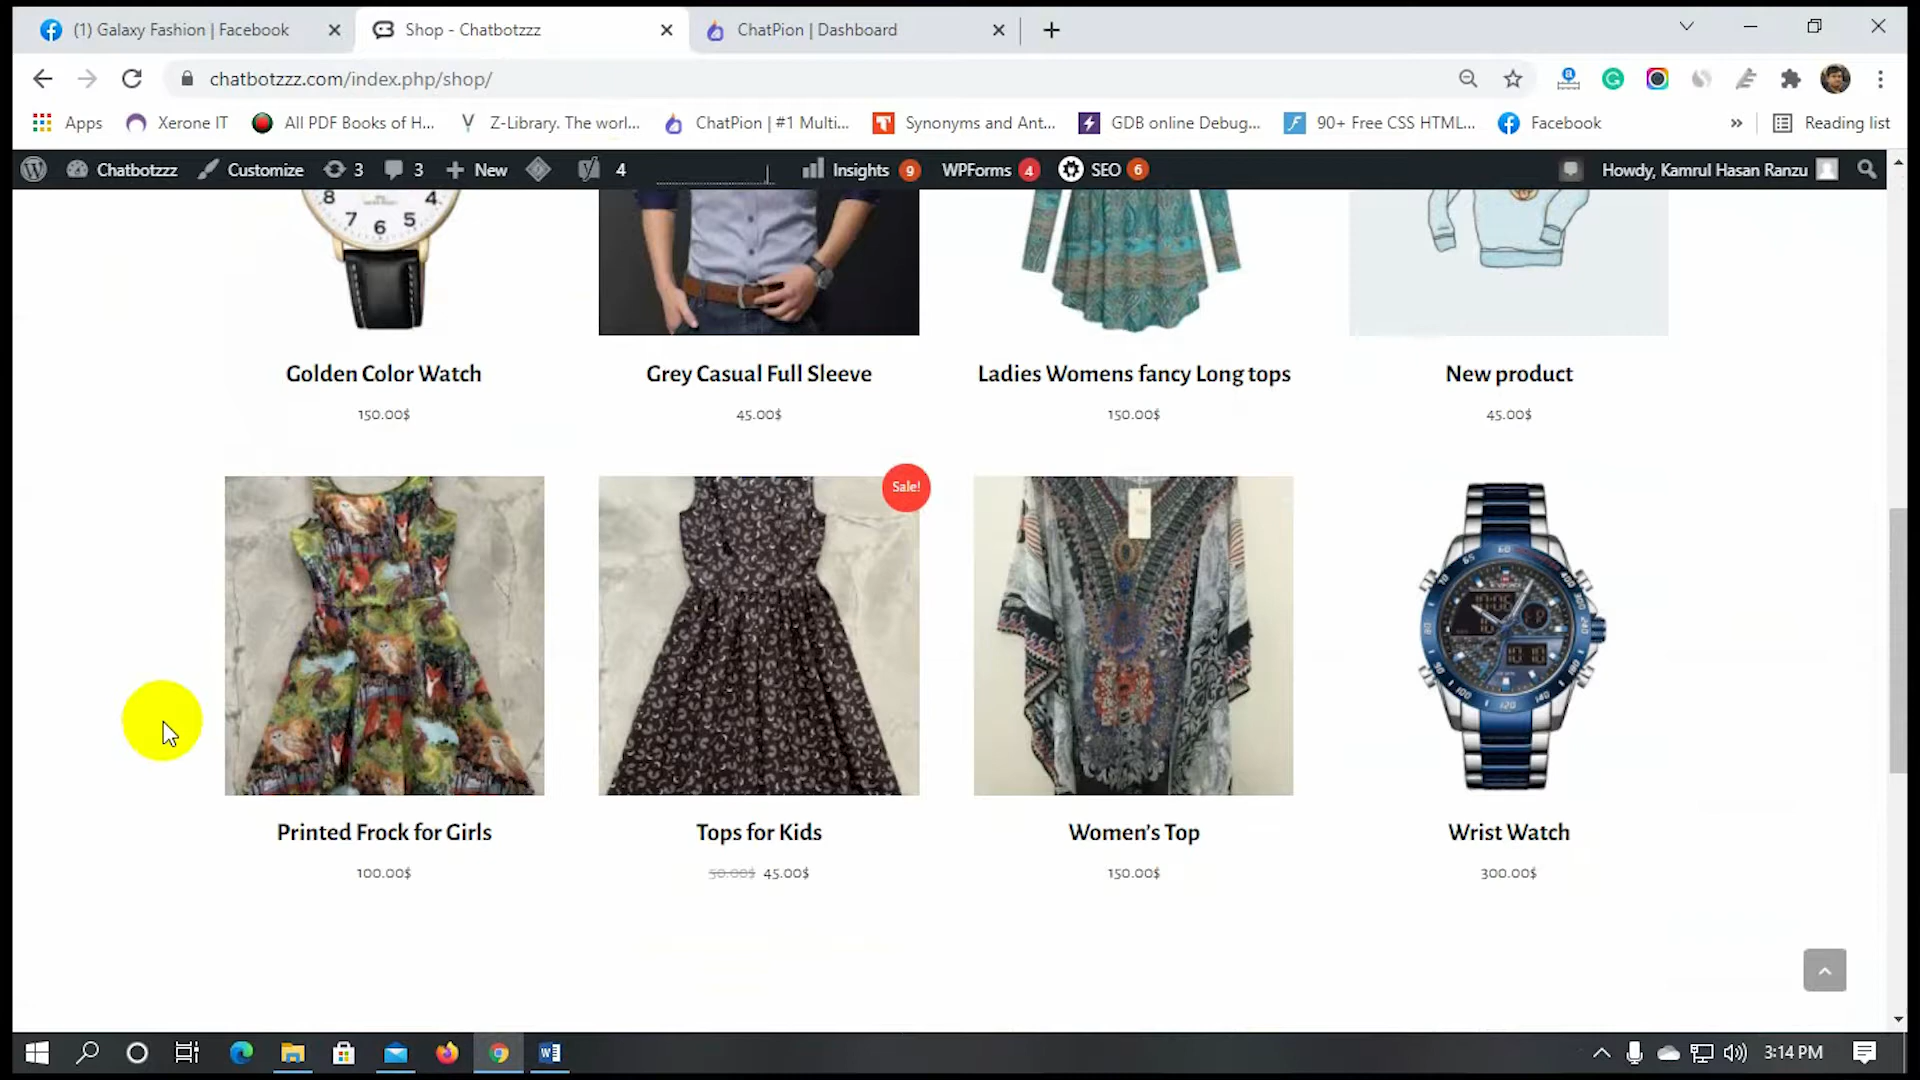 (1) Galaxy Fashion | Facebook
Shop - Chatbotzzz
ChatPion | Dashboard
chatbotzzz.com/index.php/shop/
Apps
Xerone IT
All PDF Books of H...
Z-Library. The worl...
ChatPion | #1 Multi...
Synonyms and Ant...
GDB online Debug...
90+ Free CSS HTML...
Facebook
»
Reading list
Chatbotzzz
Customize
3
3
New
4
Insights 9
WPForms 4
SEO 6
Howdy, Kamrul Hasan Ranzu
8 7 6 5 4
Golden Color Watch
Grey Casual Full Sleeve
Ladies Womens fancy Long tops
New product
150.00$
45.00$
150.00$
45.00$
Sale!
Printed Frock for Girls
Tops for Kids
Women's Top
Wrist Watch
100.00$
50.00$ 45.00$
150.00$
300.00$
3:14 PM